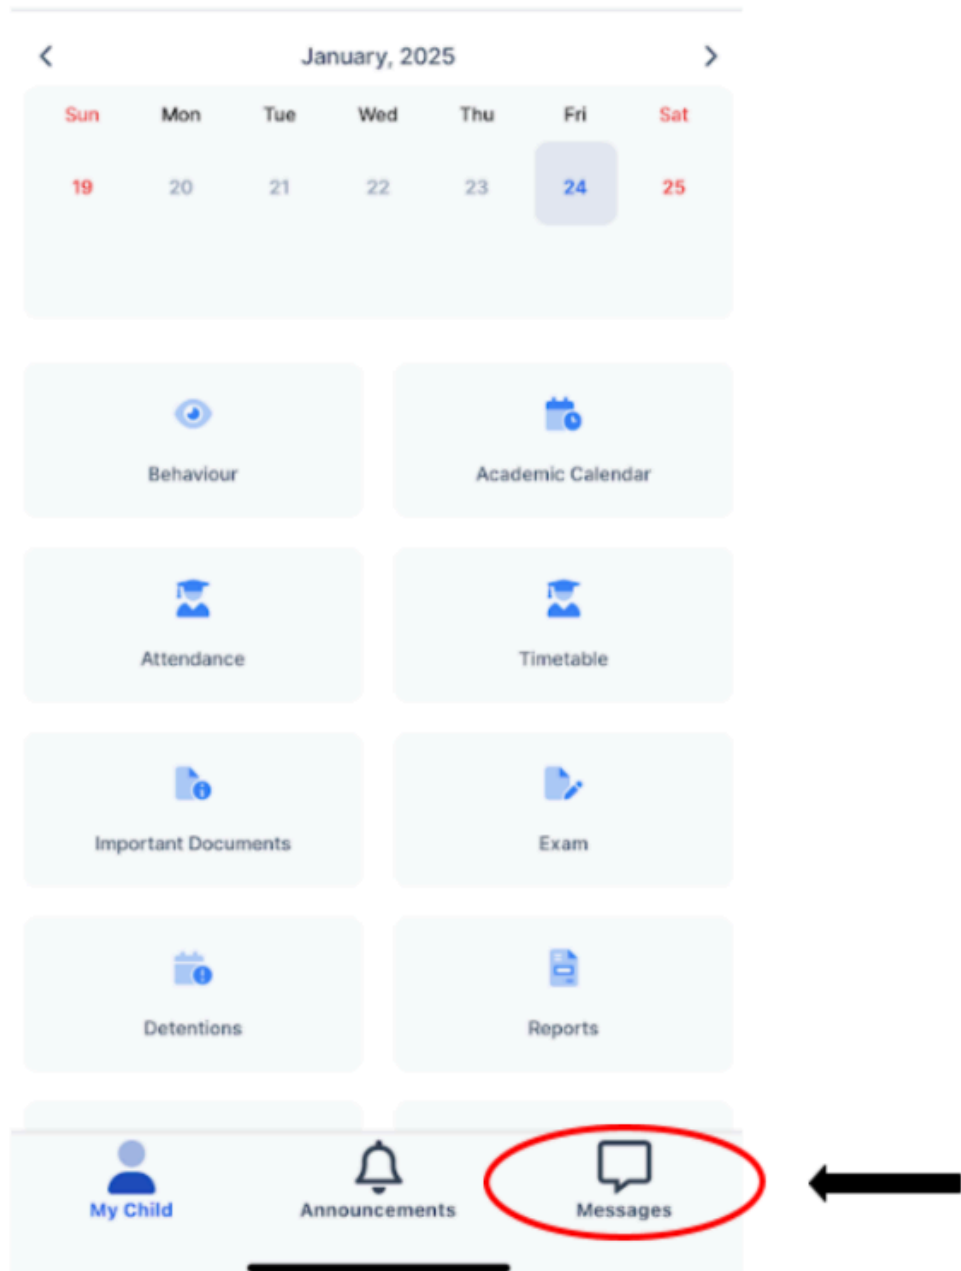 January, 2025
Sun Mon Tue Wed Thu Fri Sat
19 20 21 22 23 24 25
Behaviour Academic Calendar
Attendance Timetable
Important Documents Exam
Detentions Reports
My Child Announcements Messages